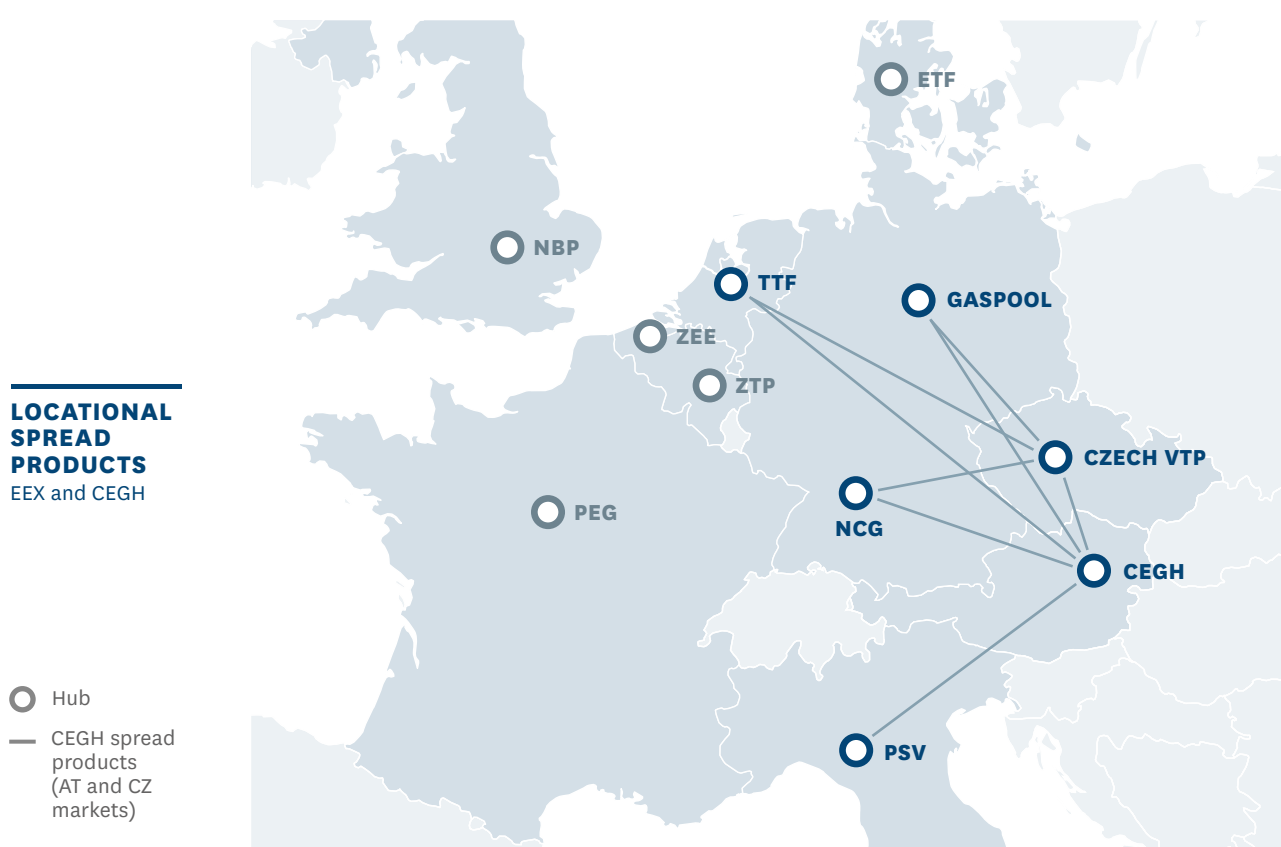 ETF
NBP
TTF
GASPOOL
ZEE
ZTP
LOCATIONAL
SPREAD
PRODUCTS
EEX and CEGH
CZECH VTP
PEG
NCG
CEGH
Hub
CEGH spread
products
(AT and CZ
markets)
PSV